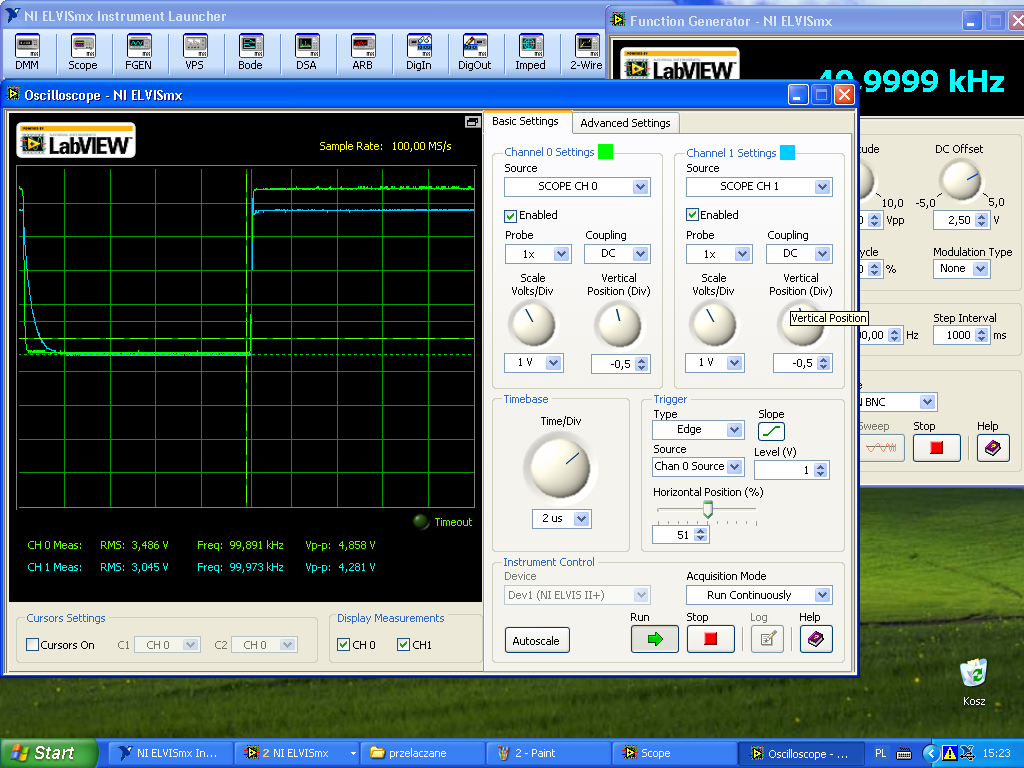 NI ELVISmx Instrument Launcher
DMM Scope FGEN VPS Bode DSA ARB DigIn DigOut Imped 2-Wire
Function Generator - NI ELVISmx
POWERED BY
LabVIEW
9999 kHz
DC Offset
10,0 -5,0 5,0
Vpp 2,50 V
Modulation Type
% None
Step Interval
Hz 1000 ms
BNC
Sweep Stop Help
Oscilloscope - NI ELVISmx
POWERED BY
LabVIEW
Sample Rate: 100,00 MS/s
Timeout
CH 0 Meas: RMS: 3,486 V Freq: 99,891 kHz Vp-p: 4,858 V
CH 1 Meas: RMS: 3,045 V Freq: 99,973 kHz Vp-p: 4,281 V
Cursors Settings
Cursors On C1 CH 0 C2 CH 0
Display Measurements
CH 0 CH1
Basic Settings Advanced Settings
Channel 0 Settings
Source
SCOPE CH 0
Enabled
Probe Coupling
1x DC
Scale Vertical
Volts/Div Position (Div)
1 V -0,5
Channel 1 Settings
Source
SCOPE CH 1
Enabled
Probe Coupling
1x DC
Scale Vertical
Volts/Div Position (Div)
Vertical Position
1 V -0,5
Timebase
Time/Div
2 us
Trigger
Type Slope
Edge
Source Level (V)
Chan 0 Source 1
Horizontal Position (%)
51
Instrument Control
Device Acquisition Mode
Dev1 (NI ELVIS II+) Run Continuously
Run Stop Log Help
Autoscale
Kosz
Start NI ELVISmx In... 2 NI ELVISmx przelaczane 2 - Paint Scope Oscilloscope - ... PL 15:23